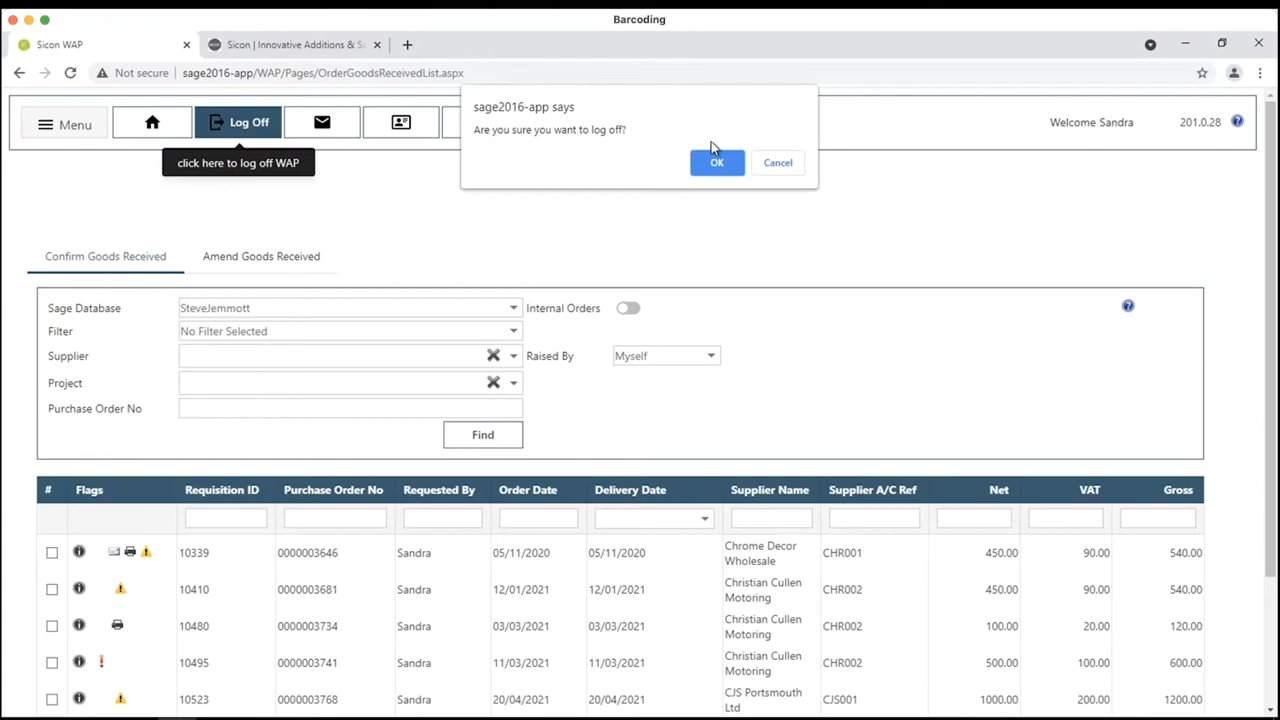 Barcoding
Sicon WAP
Sicon | Innovative Additions & S
Not secure | sage2016-app/WAP/Pages/OrderGoodsReceivedList.aspx
sage2016-app says
Are you sure you want to log off?
OK Cancel
Menu Log Off Welcome Sandra 201.0.28 ?
click here to log off WAP
Confirm Goods Received Amend Goods Received
Sage Database SteveJemmott Internal Orders ?
Filter No Filter Selected
Supplier Raised By Myself
Project
Purchase Order No
Find
# Flags Requisition ID Purchase Order No Requested By Order Date Delivery Date Supplier Name Supplier A/C Ref Net VAT Gross
10339 0000003646 Sandra 05/11/2020 05/11/2020 Chrome Decor Wholesale CHR001 450.00 90.00 540.00
10410 0000003681 Sandra 12/01/2021 12/01/2021 Christian Cullen Motoring CHR002 450.00 90.00 540.00
10480 0000003734 Sandra 03/03/2021 03/03/2021 Christian Cullen Motoring CHR002 100.00 20.00 120.00
10495 0000003741 Sandra 11/03/2021 11/03/2021 Christian Cullen Motoring CHR002 500.00 100.00 600.00
10523 0000003768 Sandra 20/04/2021 20/04/2021 CJS Portsmouth Ltd CJS001 1000.00 200.00 1200.00